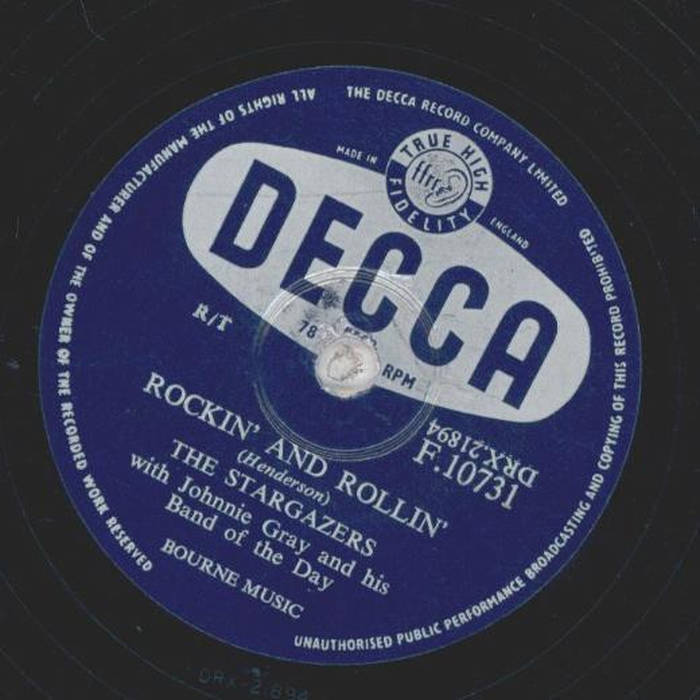 THE DECCA RECORD COMPANY LIMITED
ALL RIGHTS OF THE MANUFACTURER AND OF THE OWNER OF THE RECORDED WORK RESERVED
UNAUTHORISED PUBLIC PERFORMANCE BROADCASTING AND COPYING OF THIS RECORD PROHIBITED
MADE IN
ENGLAND
TRUE HIGH
ffrr
FIDELITY
DECCA
R/T
78 RPM
DRX.21894
F.10731
ROCKIN' AND ROLLIN'
(Henderson)
THE STARGAZERS
with Johnnie Gray and his
Band of the Day
BOURNE MUSIC